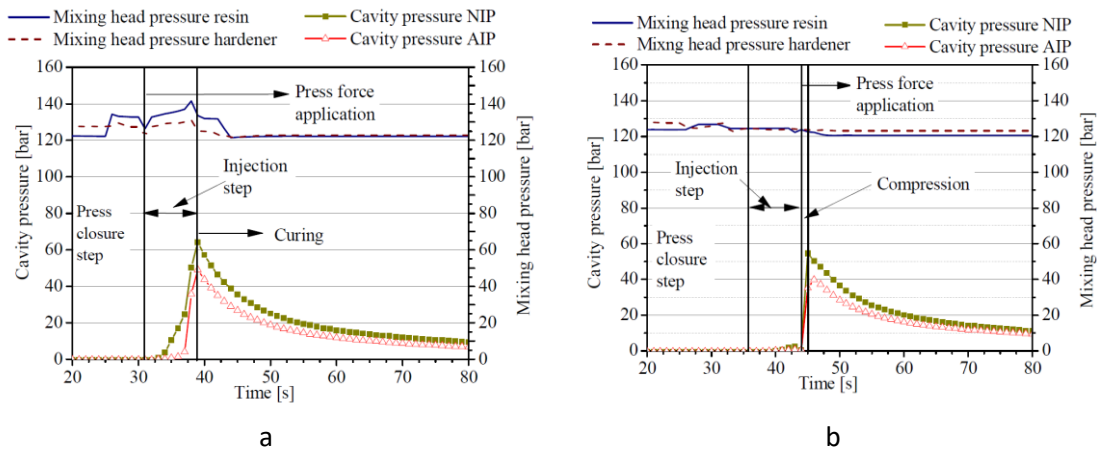 Mixing head pressure resin
Cavity pressure NIP
Mixing head pressure hardener
Cavity pressure AIP
160
140
120
100
80
60
40
20
0
Cavity pressure [bar]
Press force
application
Injection
step
Press
closure
step
Curing
160
140
120
100
80
60
40
20
0
Mixing head pressure [bar]
20 30 40 50 60 70 80
Time [s]
a
Mixing head pressure resin
Cavity pressure NIP
Mixng head pressure hardener
Cavity pressure AIP
160
140
120
100
80
60
40
20
0
Cavity pressure [bar]
Press force
application
Injection
step
Compression
Press
closure
step
160
140
120
100
80
60
40
20
0
Mixing head pressure [bar]
20 30 40 50 60 70 80
Time [s]
b